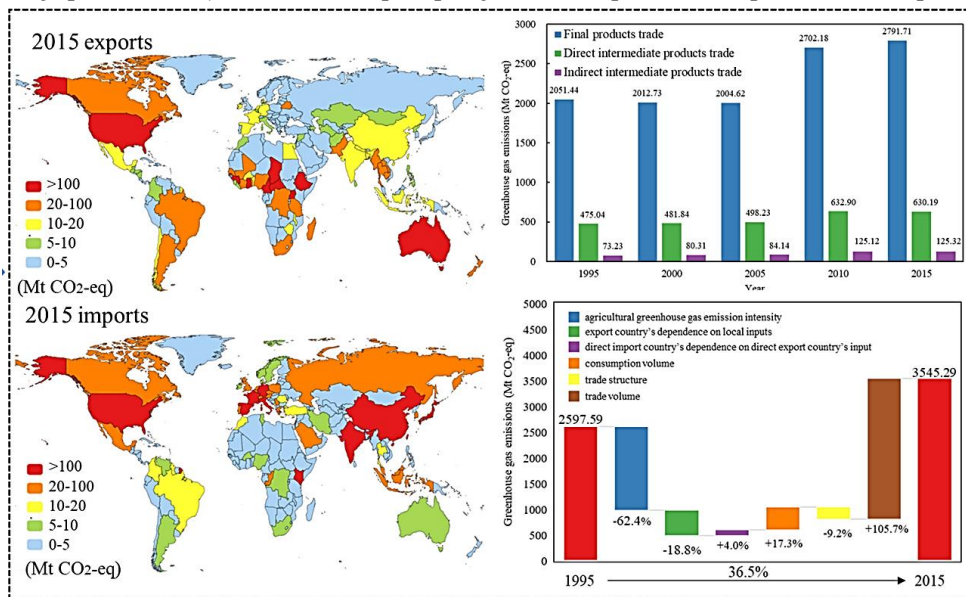 2015 exports
>100
20-100
10-20
5-10
0-5
(Mt CO2-eq)
2015 imports
>100
20-100
10-20
5-10
0-5
(Mt CO2-eq)
Greenhouse gas emissions (Mt CO2-eq)
3000
2500
2000
1500
1000
500
0
Final products trade
Direct intermediate products trade
Indirect intermediate products trade
2051.44
475.04
73.23
2012.73
481.84
80.31
2004.62
498.23
84.14
2702.18
632.90
125.12
2791.71
630.19
125.32
1995 2000 2005 2010 2015
Year
Greenhouse gas emissions (Mt CO2-eq)
5000
4500
4000
3500
3000
2500
2000
1500
1000
500
0
agricultural greenhouse gas emission intensity
export country's dependence on local inputs
direct import country's dependence on direct export country's input
consumption volume
trade structure
trade volume
2597.59
-62.4%
-18.8%
+4.0%
+17.3%
-9.2%
+105.7%
3545.29
1995 36.5% 2015